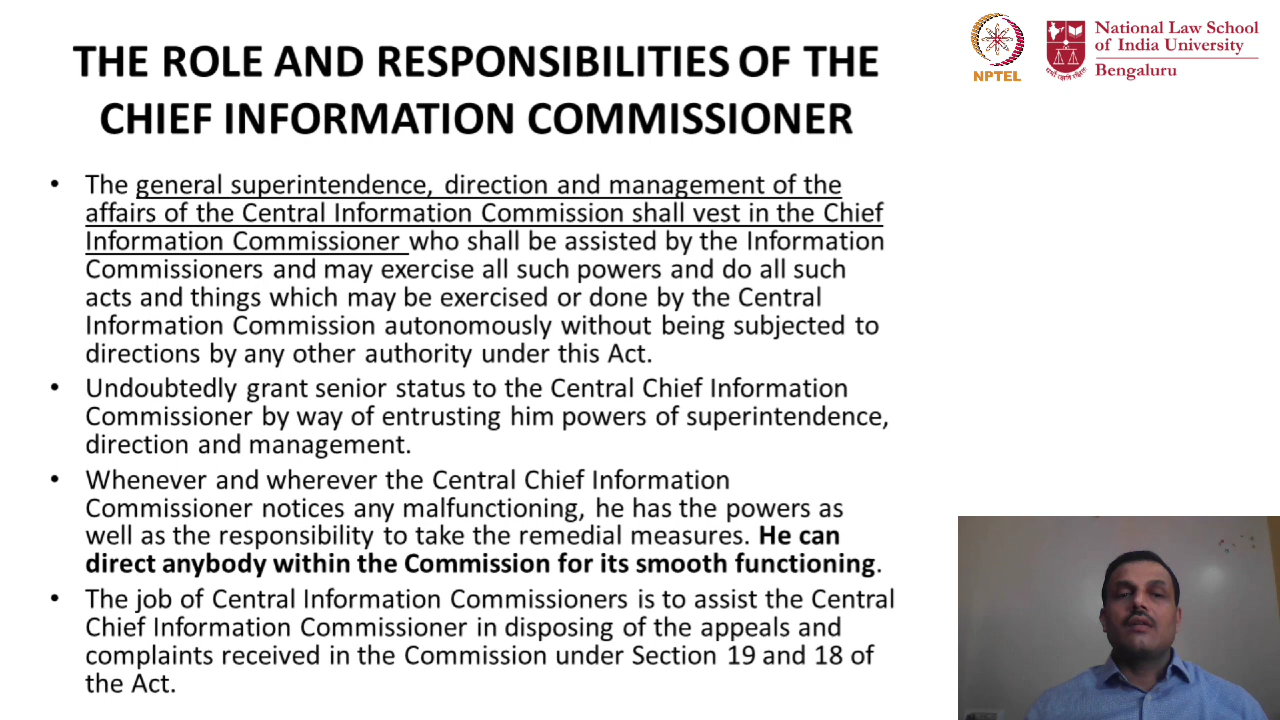 THE ROLE AND RESPONSIBILITIES OF THE
CHIEF INFORMATION COMMISSIONER
NPTEL
National Law School
of India University
Bengaluru
• The general superintendence, direction and management of the
affairs of the Central Information Commission shall vest in the Chief
Information Commissioner who shall be assisted by the Information
Commissioners and may exercise all such powers and do all such
acts and things which may be exercised or done by the Central
Information Commission autonomously without being subjected to
directions by any other authority under this Act.
• Undoubtedly grant senior status to the Central Chief Information
Commissioner by way of entrusting him powers of superintendence,
direction and management.
• Whenever and wherever the Central Chief Information
Commissioner notices any malfunctioning, he has the powers as
well as the responsibility to take the remedial measures. He can
direct anybody within the Commission for its smooth functioning.
• The job of Central Information Commissioners is to assist the Central
Chief Information Commissioner in disposing of the appeals and
complaints received in the Commission under Section 19 and 18 of
the Act.